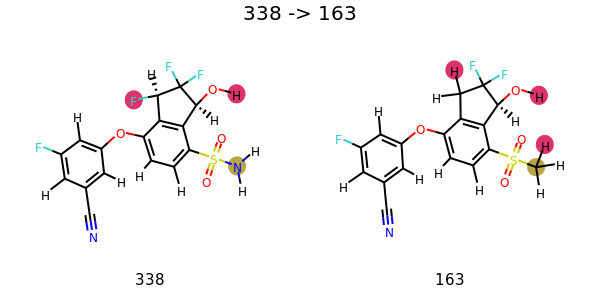 338 -> 163
H F F
F O H
H
H
F O
O
S N H
H H H O H
N
338
H F F
H O H
H
H
F O
O H
S H
H H H O H
N
163